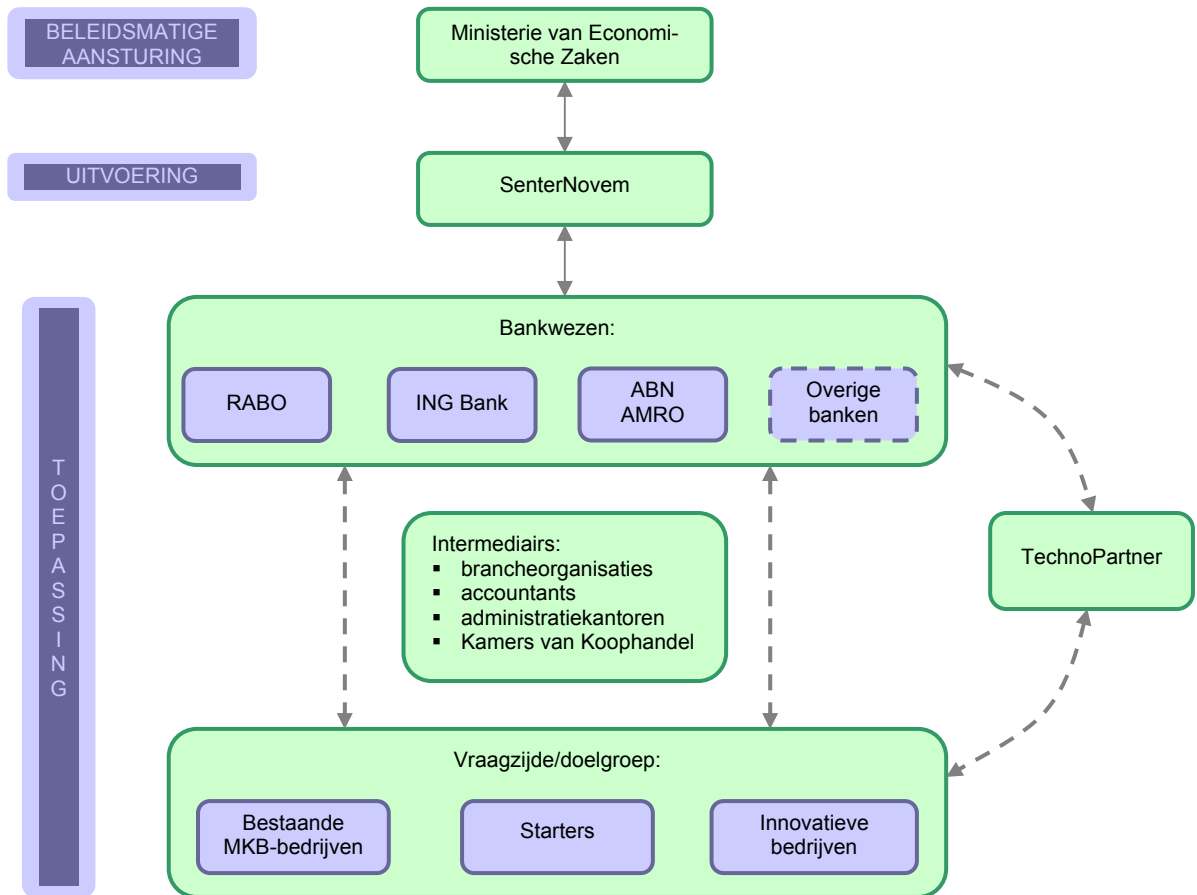 BELEIDSMATIGE
AANSTURING
Ministerie van Economi-
sche Zaken
UITVOERING
SenterNovem
Bankwezen:
RABO
ING Bank
ABN
AMRO
Overige
banken
T
O
E
P
A
S
S
I
N
G
Intermediairs:
▪ brancheorganisaties
▪ accountants
▪ administratiekantoren
▪ Kamers van Koophandel
TechnoPartner
Vraagzijde/doelgroep:
Bestaande
MKB-bedrijven
Starters
Innovatieve
bedrijven